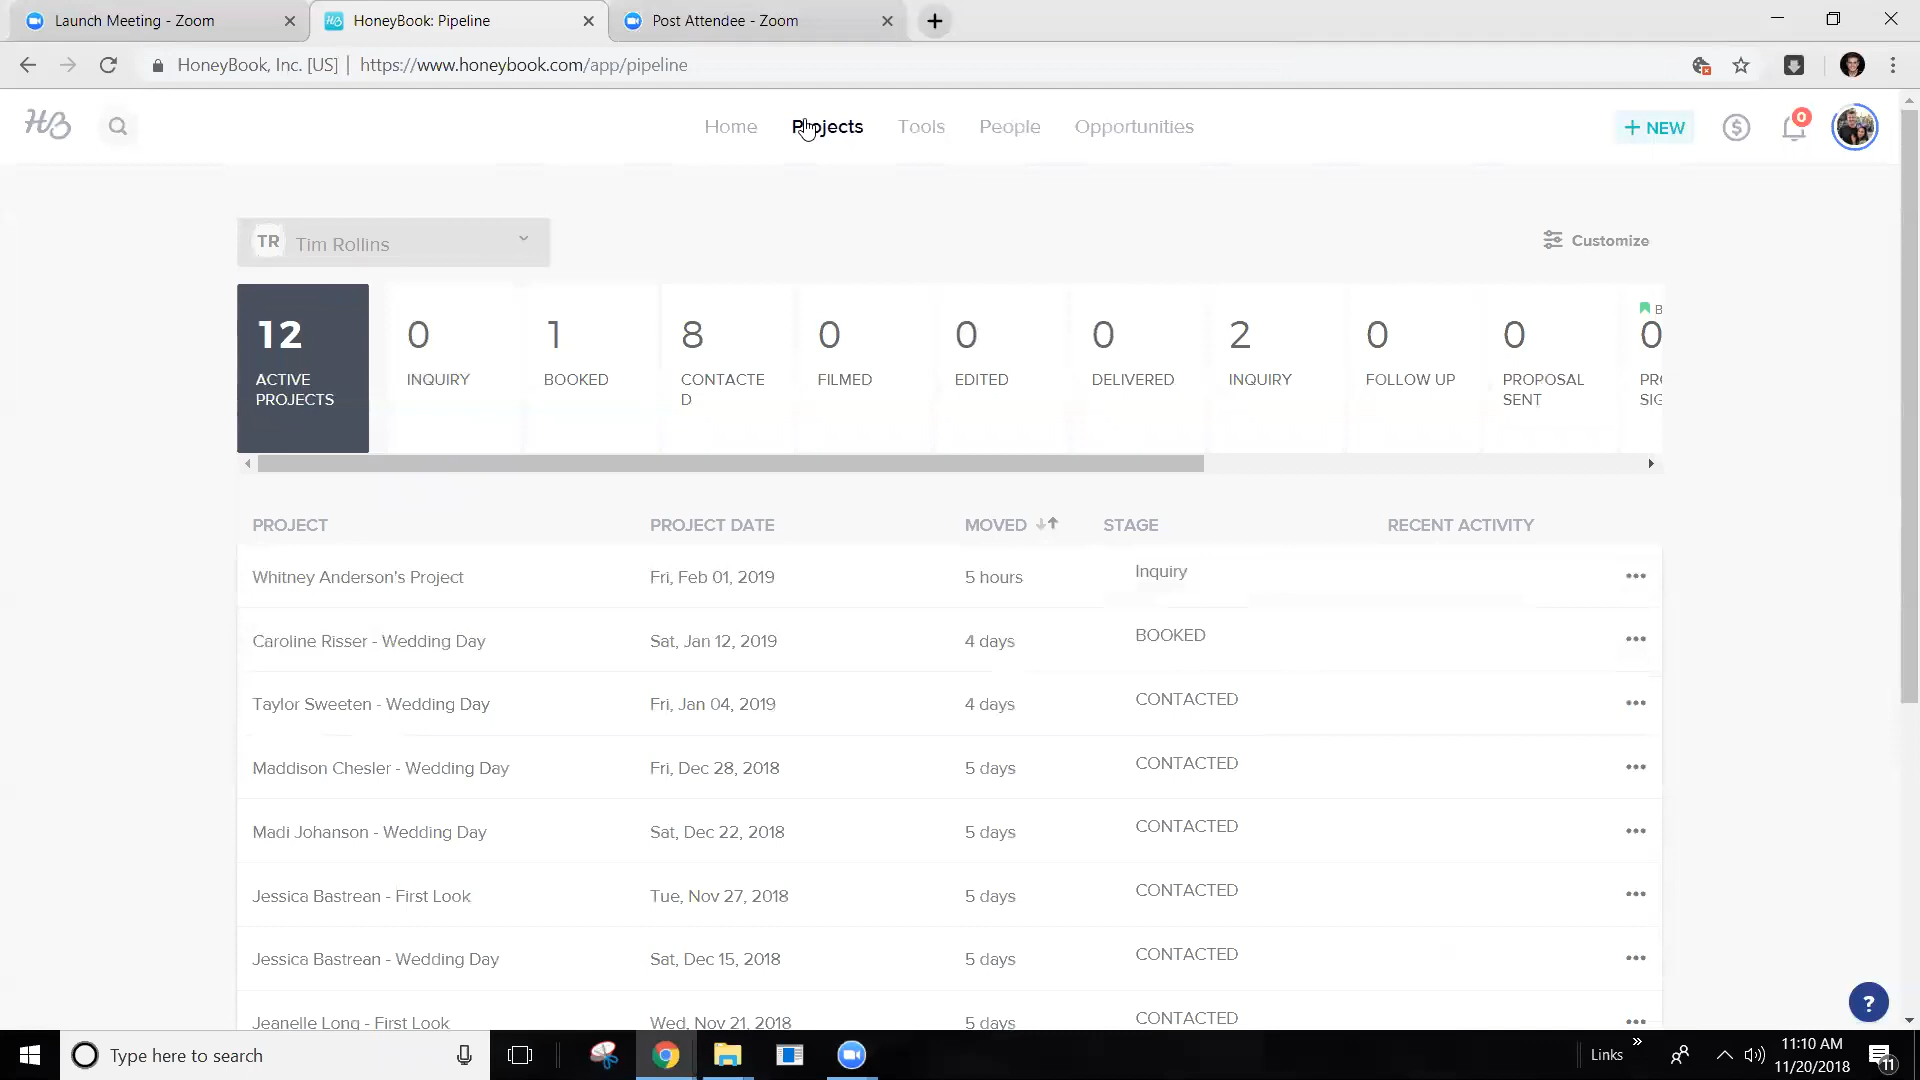 Launch Meeting - Zoom
HoneyBook: Pipeline
Post Attendee - Zoom
HoneyBook, Inc. [US] | https://www.honeybook.com/app/pipeline
HB
Home
Projects
Tools
People
Opportunities
+ NEW
$
0
TR Tim Rollins
Customize
12 ACTIVE PROJECTS
0 INQUIRY
1 BOOKED
8 CONTACTED
0 FILMED
0 EDITED
0 DELIVERED
2 INQUIRY
0 FOLLOW UP
0 PROPOSAL SENT
B
0
PROJECT PROJECT DATE MOVED STAGE RECENT ACTIVITY
Whitney Anderson's Project Fri, Feb 01, 2019 5 hours Inquiry
Caroline Risser - Wedding Day Sat, Jan 12, 2019 4 days BOOKED
Taylor Sweeten - Wedding Day Fri, Jan 04, 2019 4 days CONTACTED
Maddison Chesler - Wedding Day Fri, Dec 28, 2018 5 days CONTACTED
Madi Johanson - Wedding Day Sat, Dec 22, 2018 5 days CONTACTED
Jessica Bastrean - First Look Tue, Nov 27, 2018 5 days CONTACTED
Jessica Bastrean - Wedding Day Sat, Dec 15, 2018 5 days CONTACTED
Jeanelle Long - First Look Wed, Nov 21, 2018 5 days CONTACTED
?
Type here to search
Links
11:10 AM
11/20/2018
11